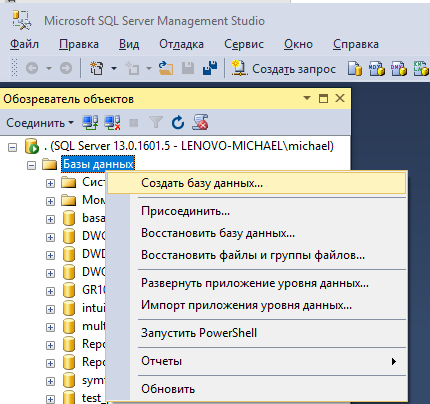 Microsoft SQL Server Management Studio
Файл Правка Вид Отладка Сервис Окно Справка
Создать запрос
Обозреватель объектов
Соединить
. (SQL Server 13.0.1601.5 - LENOVO-MICHAEL\michael)
Базы данных
Сист
Создать базу данных...
Мом
Присоединить...
basa
DWC
Восстановить базу данных...
DWD
Восстановить файлы и группы файлов...
DWC
Развернуть приложение уровня данных...
GR10
Импорт приложения уровня данных...
intui
mult
Запустить PowerShell
Repo
Отчеты
Repo
symf
Обновить
test_